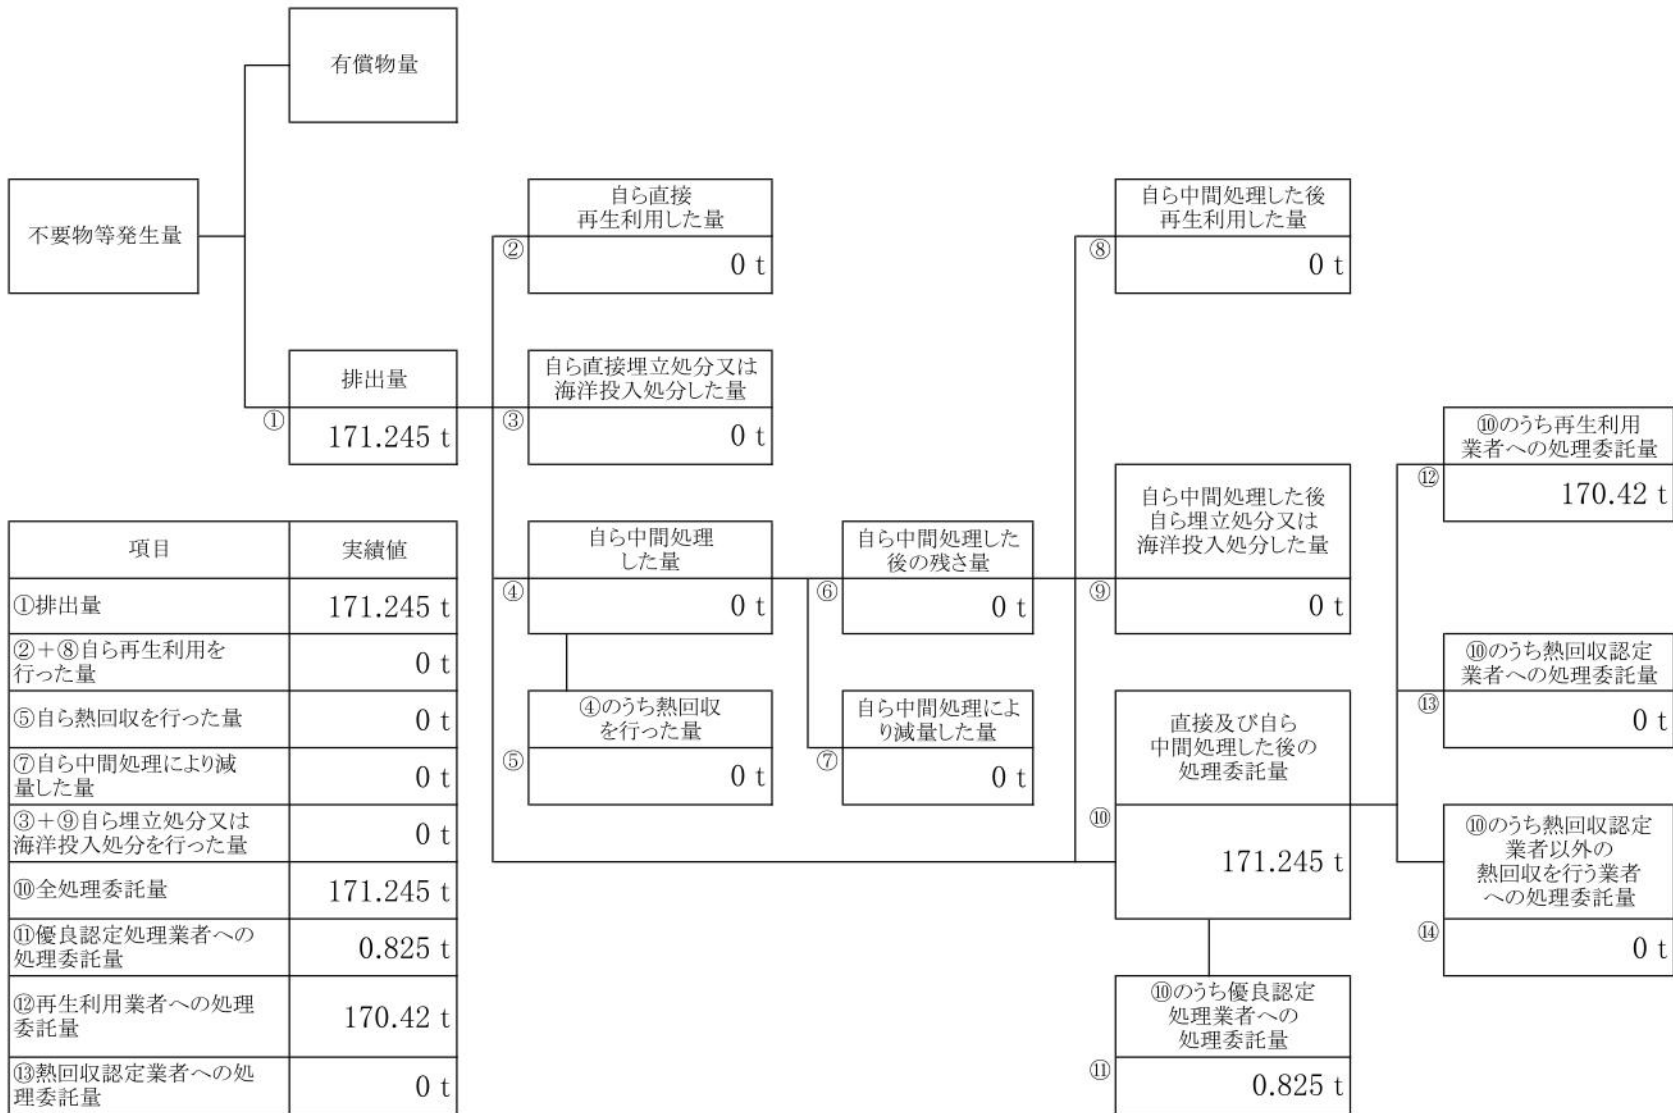 有償物量
不要物等発生量
自ら直接
再生利用した量
②
0 t
自ら中間処理した後
再生利用した量
⑧
0 t
排出量
①
171.245 t
自ら直接埋立処分又は
海洋投入処分した量
③
0 t
⑩のうち再生利用
業者への処理委託量
⑫
170.42 t
自ら中間処理
した量
④
0 t
自ら中間処理した
後の残さ量
⑥
0 t
自ら中間処理した後
自ら埋立処分又は
海洋投入処分した量
⑨
0 t
⑩のうち熱回収認定
業者への処理委託量
⑬
0 t
④のうち熱回収
を行った量
⑤
0 t
自ら中間処理によ
り減量した量
⑦
0 t
直接及び自ら
中間処理した後の
処理委託量
⑩
171.245 t
⑩のうち熱回収認定
業者以外の
熱回収を行う業者
への処理委託量
⑭
0 t
⑩のうち優良認定
処理業者への
処理委託量
⑪
0.825 t
項目 実績値
①排出量 171.245 t
②+⑧自ら再生利用を
行った量 0 t
⑤自ら熱回収を行った量 0 t
⑦自ら中間処理により減
量した量 0 t
③+⑨自ら埋立処分又は
海洋投入処分を行った量 0 t
⑩全処理委託量 171.245 t
⑪優良認定処理業者への
処理委託量 0.825 t
⑫再生利用業者への処理
委託量 170.42 t
⑬熱回収認定業者への処
理委託量 0 t